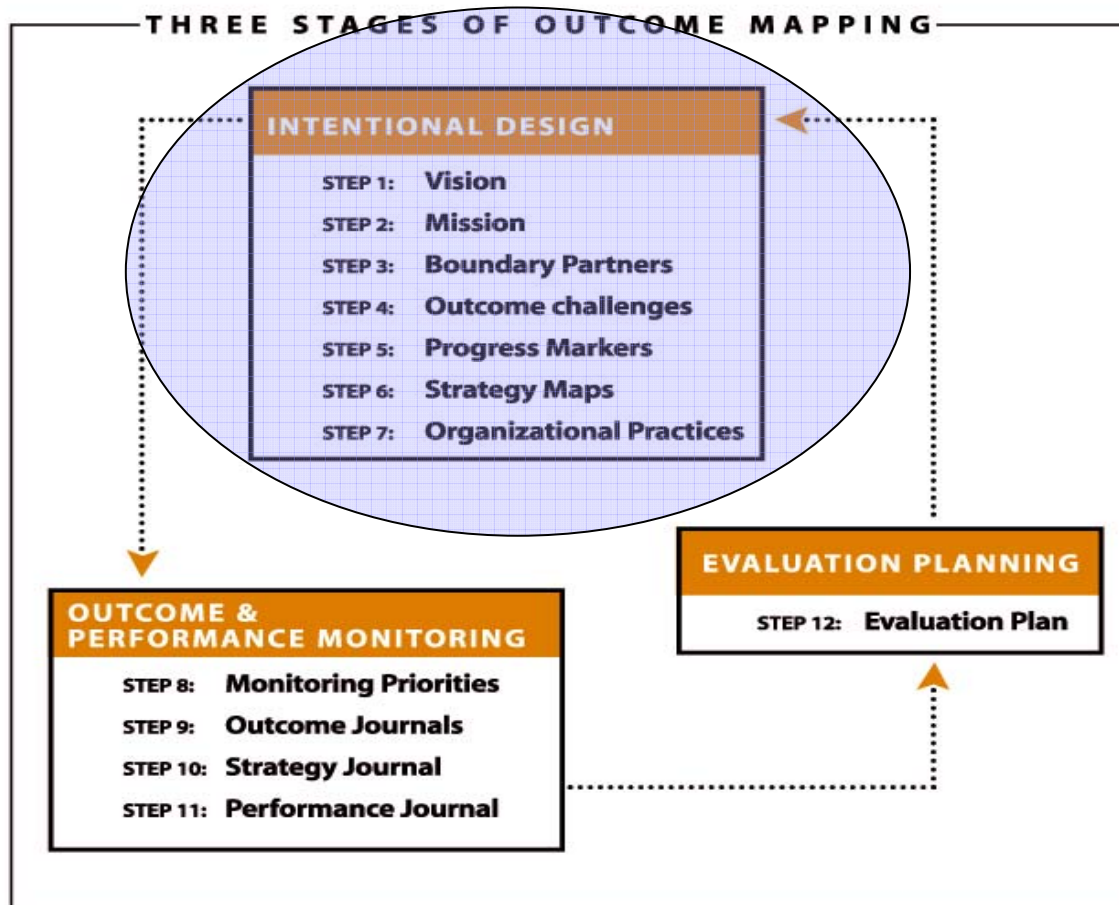 THREE STAGES OF OUTCOME MAPPING
INTENTIONAL DESIGN
STEP 1: Vision
STEP 2: Mission
STEP 3: Boundary Partners
STEP 4: Outcome challenges
STEP 5: Progress Markers
STEP 6: Strategy Maps
STEP 7: Organizational Practices
OUTCOME &
PERFORMANCE MONITORING
STEP 8: Monitoring Priorities
STEP 9: Outcome Journals
STEP 10: Strategy Journal
STEP 11: Performance Journal
EVALUATION PLANNING
STEP 12: Evaluation Plan